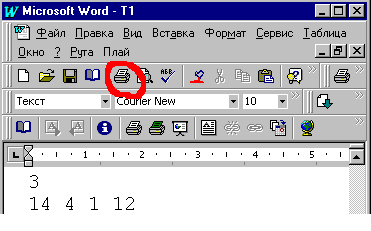 Microsoft Word - T1
Файл Правка Вид Вставка Формат Сервис Таблица
Окно ? Рута Плай
Текст Courier New 10
1 2 3 4 5
3
14 4 1 12